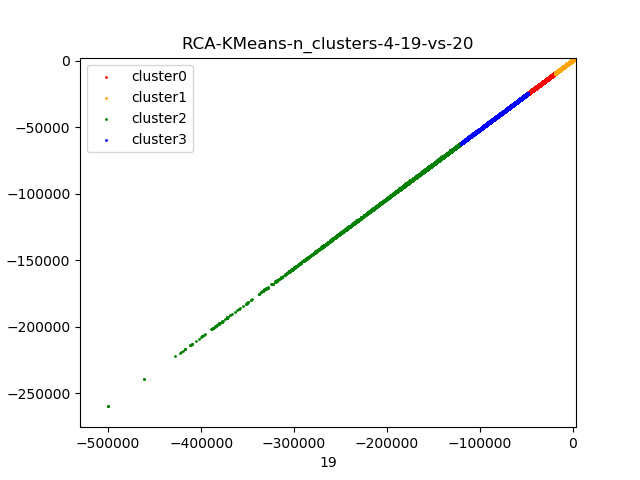 RCA-KMeans-n_clusters-4-19-vs-20
cluster0
cluster1
cluster2
cluster3
0
−50000
−100000
−150000
−200000
−250000
−500000 −400000 −300000 −200000 −100000 0
19